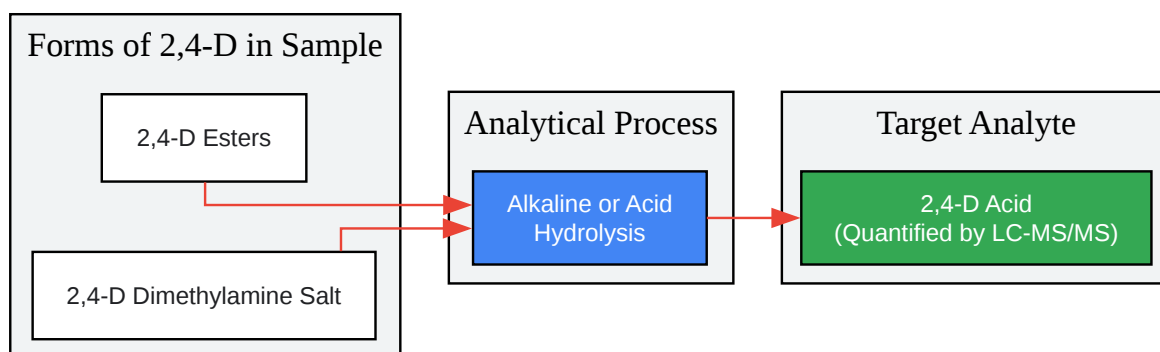 Forms of 2,4-D in Sample
2,4-D Esters
2,4-D Dimethylamine Salt
Analytical Process
Alkaline or Acid
Hydrolysis
Target Analyte
2,4-D Acid
(Quantified by LC-MS/MS)